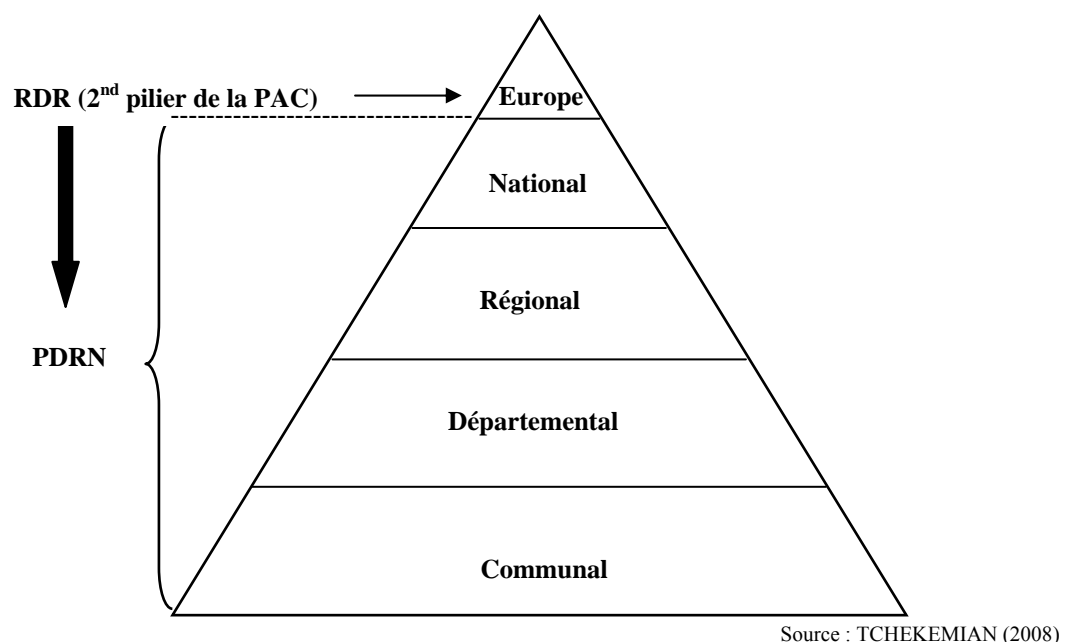 Europe
RDR (2nd pilier de la PAC)
National
Régional
PDRN
Départemental
Communal
Source : TCHEKEMIAN (2008)